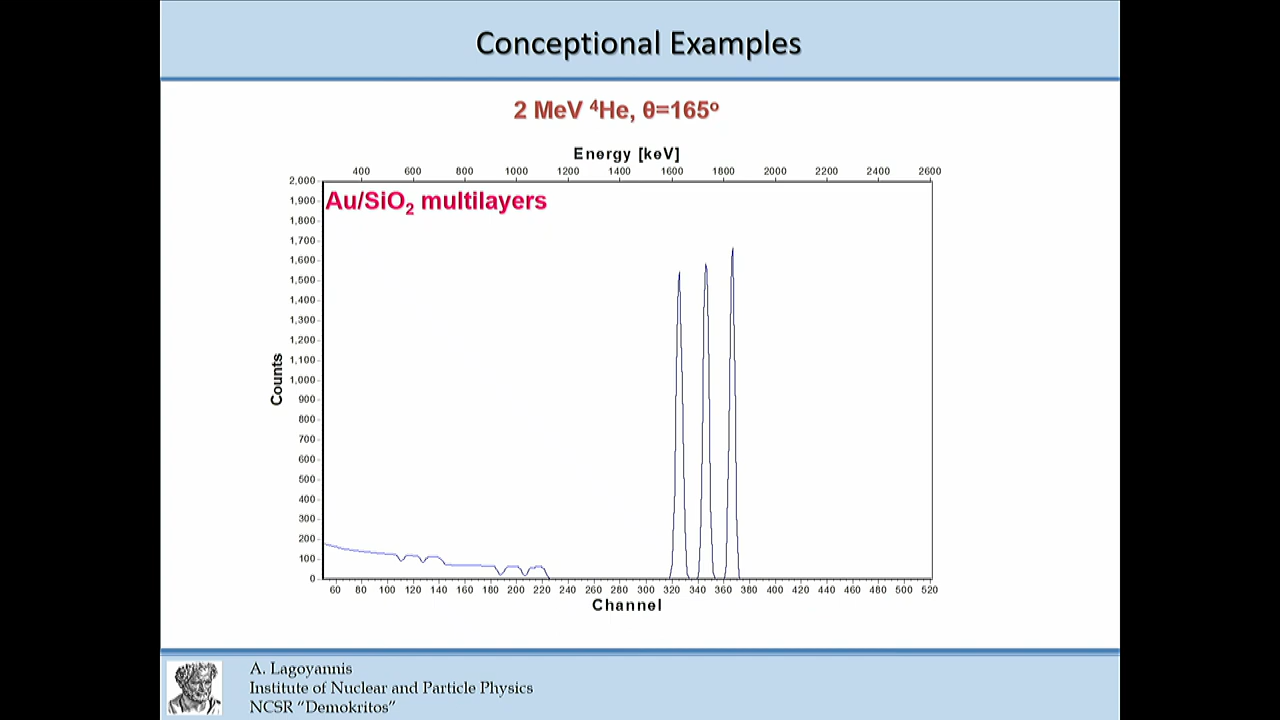 Conceptional Examples
2 MeV ⁴He, θ=165º
Energy [keV]
400 600 800 1000 1200 1400 1600 1800 2000 2200 2400 2600
Au/SiO₂ multilayers
2,000
1,900
1,800
1,700
1,600
1,500
1,400
1,300
1,200
1,100
1,000
900
800
700
600
500
400
300
200
100
0
Counts
60 80 100 120 140 160 180 200 220 240 260 280 300 320 340 360 380 400 420 440 460 480 500 520
Channel
A. Lagoyannis
Institute of Nuclear and Particle Physics
NCSR “Demokritos”